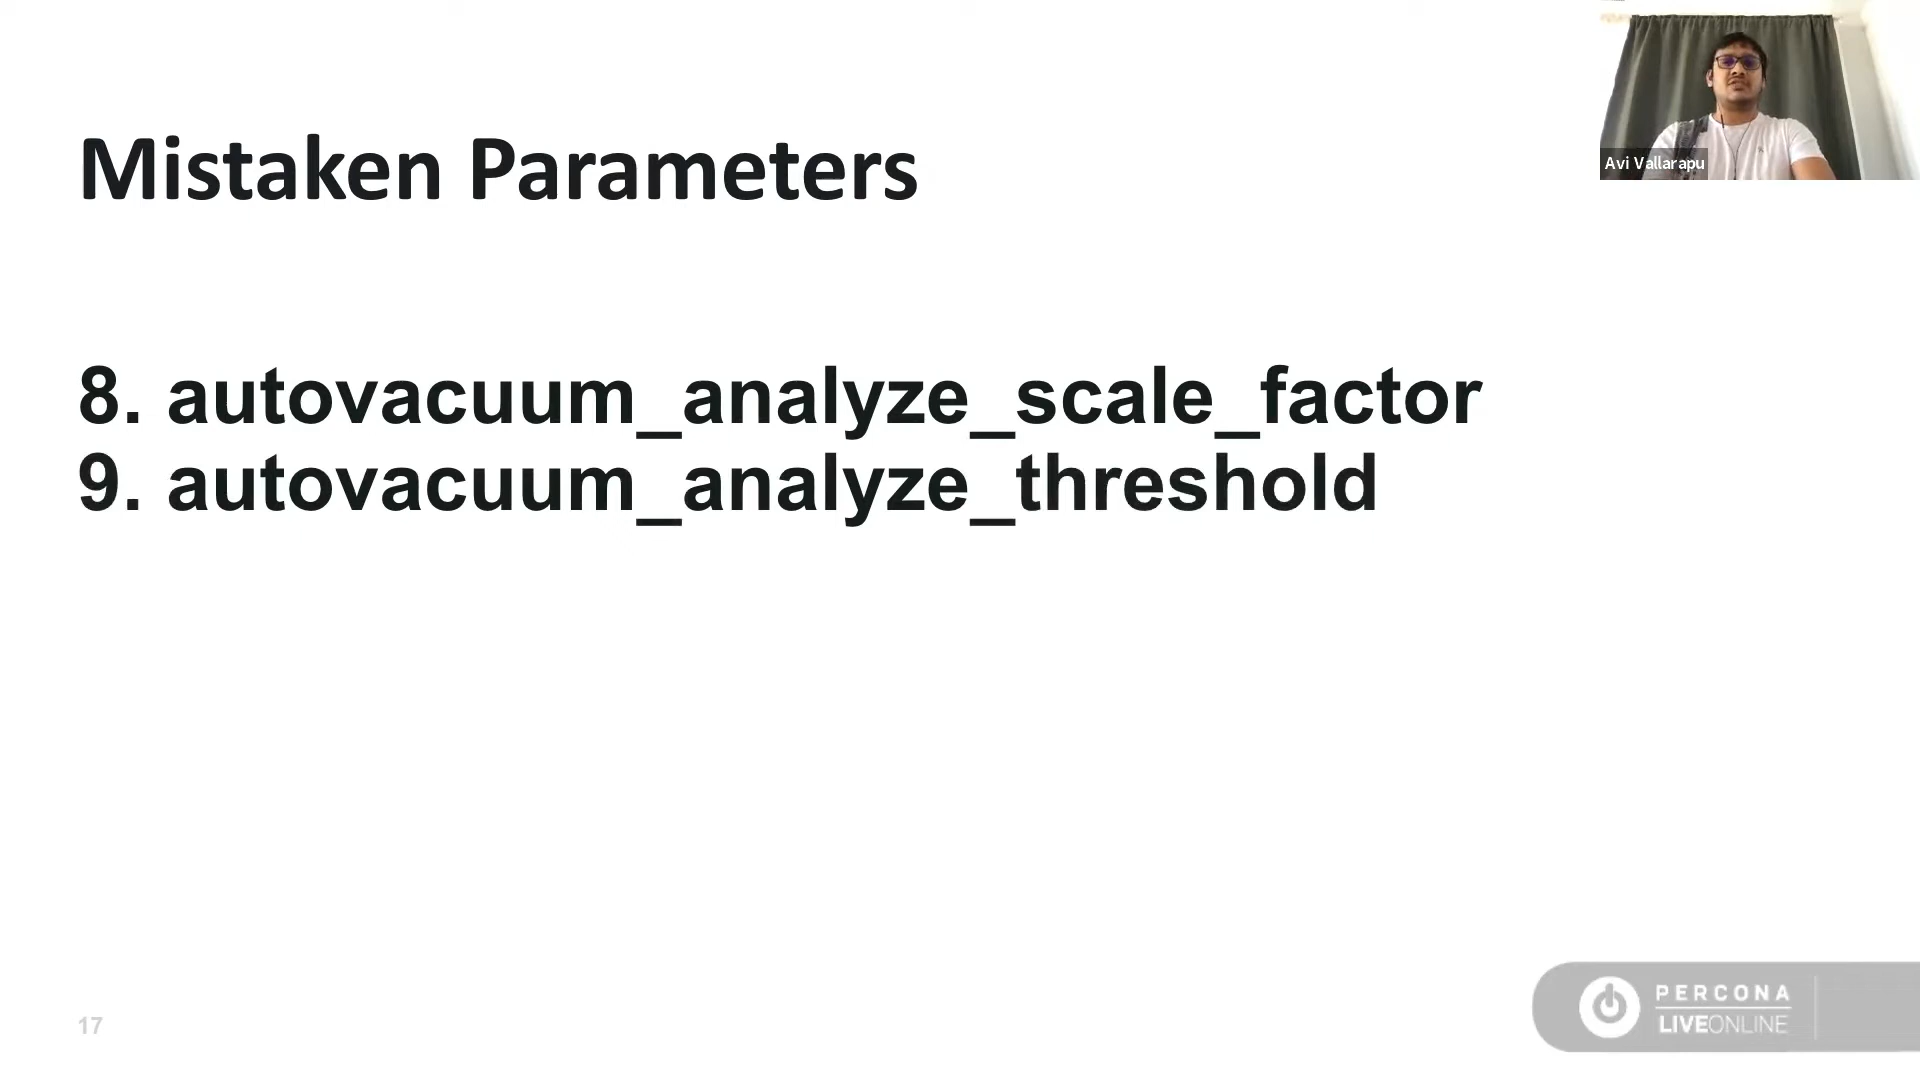 Mistaken Parameters
Avi Vallarapu
8. autovacuum_analyze_scale_factor
9. autovacuum_analyze_threshold
17
PERCONA
LIVEONLINE